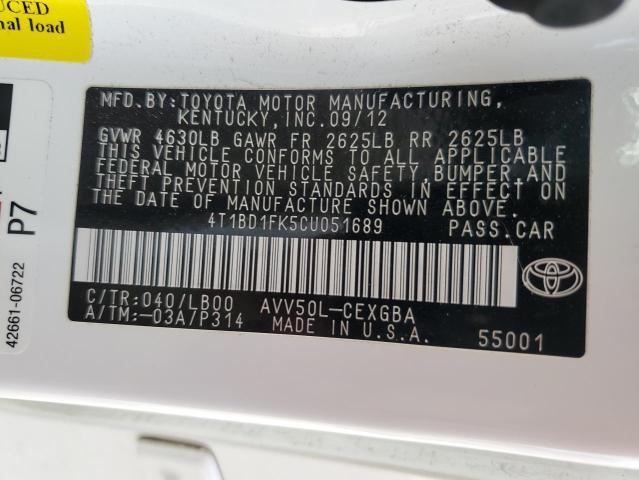 UCED
nal load
P7
42661-06722
MFD.BY:TOYOTA MOTOR MANUFACTURING,
KENTUCKY,INC.09/12
GVWR 4630LB GAWR FR 2625LB RR 2625LB
THIS VEHICLE CONFORMS TO ALL APPLICABLE
FEDERAL MOTOR VEHICLE SAFETY,BUMPER,AND
THEFT PREVENTION STANDARDS IN EFFECT ON
THE DATE OF MANUFACTURE SHOWN ABOVE.
4T1BD1FK5CU051689 PASS.CAR
C/TR:040/LB00 AVV50L-CEXGBA
A/TM:-03A/P314 MADE IN U.S.A. 55001
TOYOTA